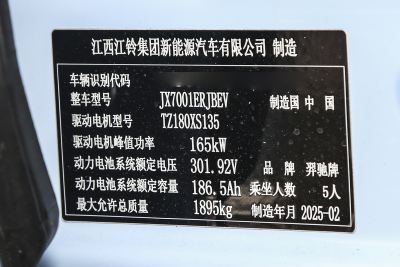 江西江铃集团新能源汽车有限公司 制造
车辆识别代码
整车型号 JX7001ERJBEV 制造国 中 国
驱动电机型号 TZ180XS135
驱动电机峰值功率 165kW
动力电池系统额定电压 301.92V 品 牌 羿驰牌
动力电池系统额定容量 186.5Ah 乘坐人数 5人
最大允许总质量 1895kg 制造年月 2025-02